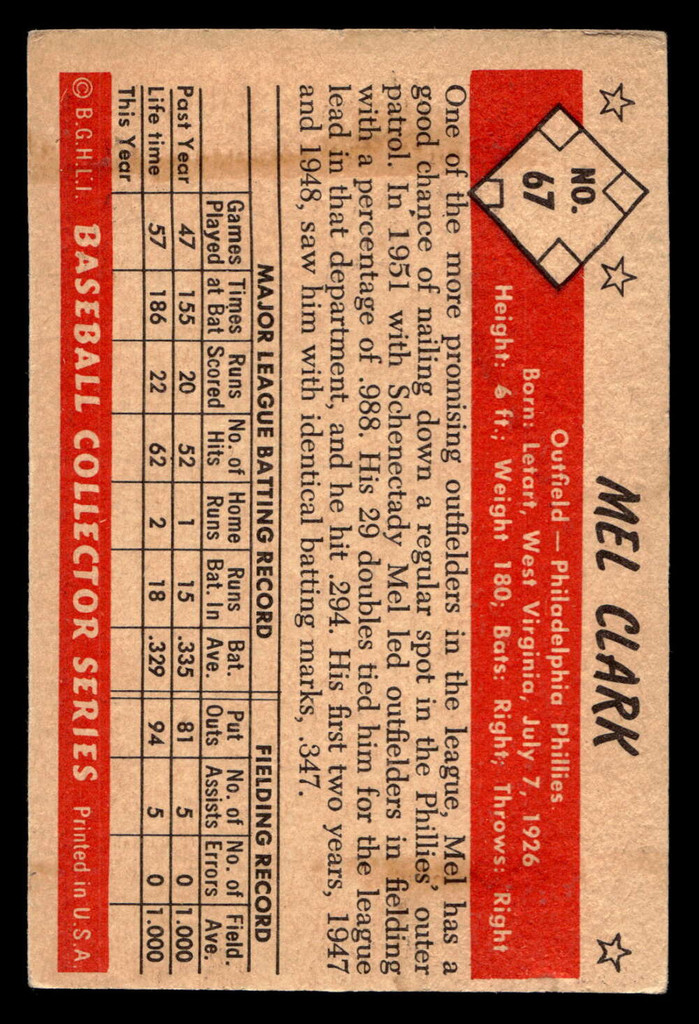 MEL CLARK
NO.
67
Outfield — Philadelphia Phillies
Born: Letart, West Virginia, July 7, 1926
Height: 6 ft.; Weight 180; Bats: Right; Throws: Right
One of the more promising outfielders in the league, Mel has a
good chance of nailing down a regular spot in the Phillies' outer
patrol. In 1951 with Schenectady Mel led outfielders in fielding
with a percentage of .988. His 29 doubles tied him for the league
lead in that department, and he hit .294. His first two years, 1947
and 1948, saw him with identical batting marks, .347.
MAJOR LEAGUE BATTING RECORD FIELDING RECORD
Games Times Runs No. of Home Runs Bat. Put No. of No. of Field.
Played at Bat Scored Hits Runs Bat. In Ave. Outs Assists Errors Ave.
Past Year 47 155 20 52 1 15 .335 81 5 0 1.000
Life time 57 186 22 62 2 18 .329 94 5 0 1.000
This Year
© B.G.H.L.I. BASEBALL COLLECTOR SERIES Printed in U.S.A.